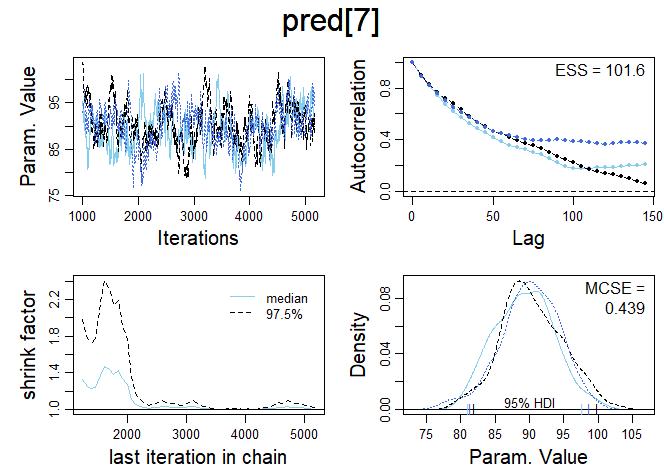 pred[7]
Param. Value
75
85
95
1000
2000
3000
4000
5000
Iterations
Autocorrelation
0.0
0.4
0.8
ESS = 101.6
0
50
100
150
Lag
shrink factor
1.0
1.4
1.8
2.2
median
97.5%
2000
3000
4000
5000
last iteration in chain
Density
0.00
0.04
0.08
MCSE =
0.439
95% HDI
75
80
85
90
95
100
105
Param. Value